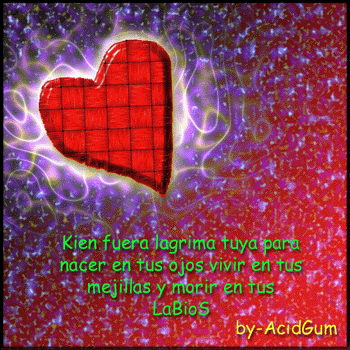 Kien fuera lagrima tuya para
nacer en tus ojos vivir en tus
mejillas y morir en tus
LaBioS
by-AcidGum